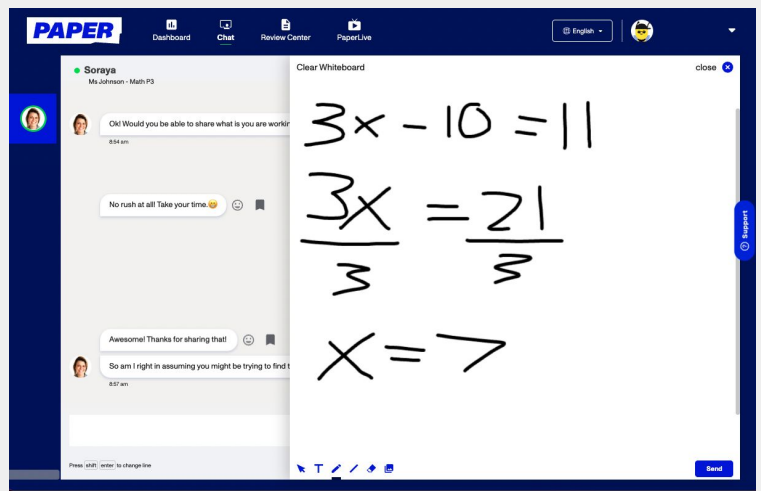 PAPER
Dashboard
Chat
Review Center
PaperLive
English
Soraya
Ms Johnson - Math P3
Ok! Would you be able to share what is you are workin
8:54 am
No rush at all! Take your time.😀
Awesome! Thanks for sharing that!
So am I right in assuming you might be trying to find t
8:57 am
Press shift enter to change line
Clear Whiteboard
close
3x - 10 = 11
3x = 21
3 3
x = 7
T
Send
Support